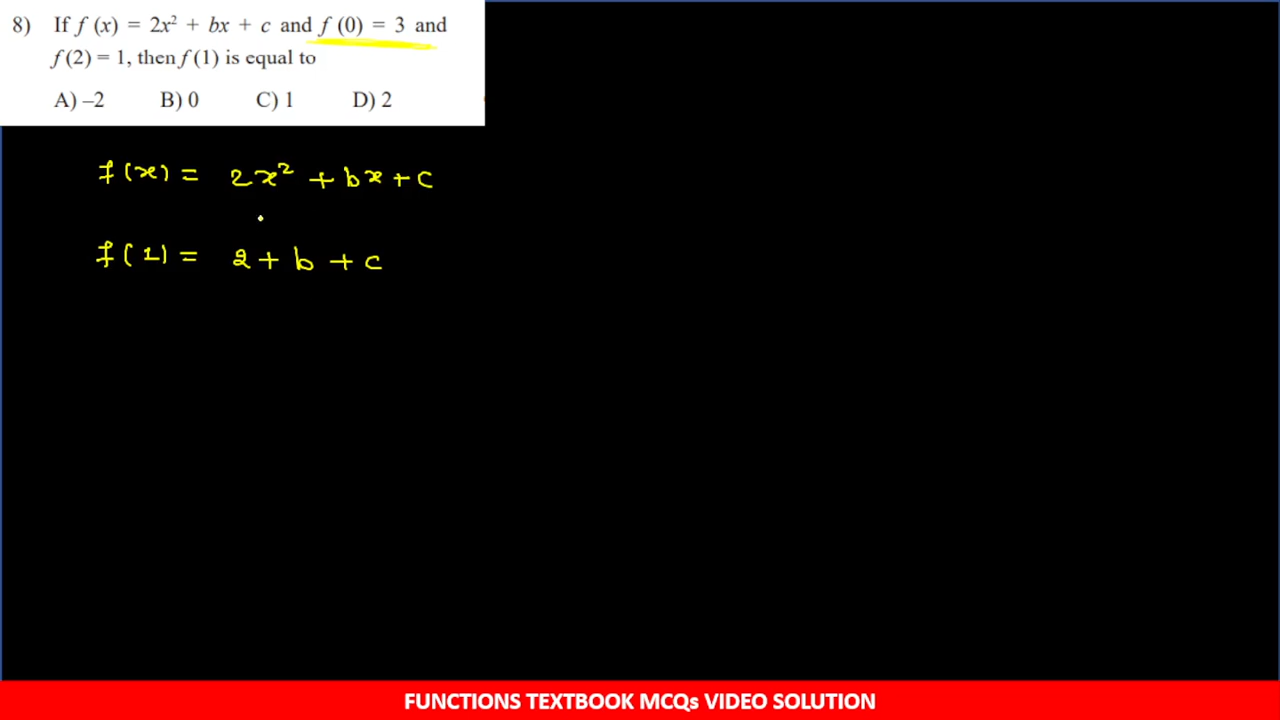 8) If f (x) = 2x² + bx + c and f (0) = 3 and
f (2) = 1, then f (1) is equal to
A) –2 B) 0 C) 1 D) 2
f(x) = 2x² + bx + c
f(1) = 2 + b + c
FUNCTIONS TEXTBOOK MCQs VIDEO SOLUTION